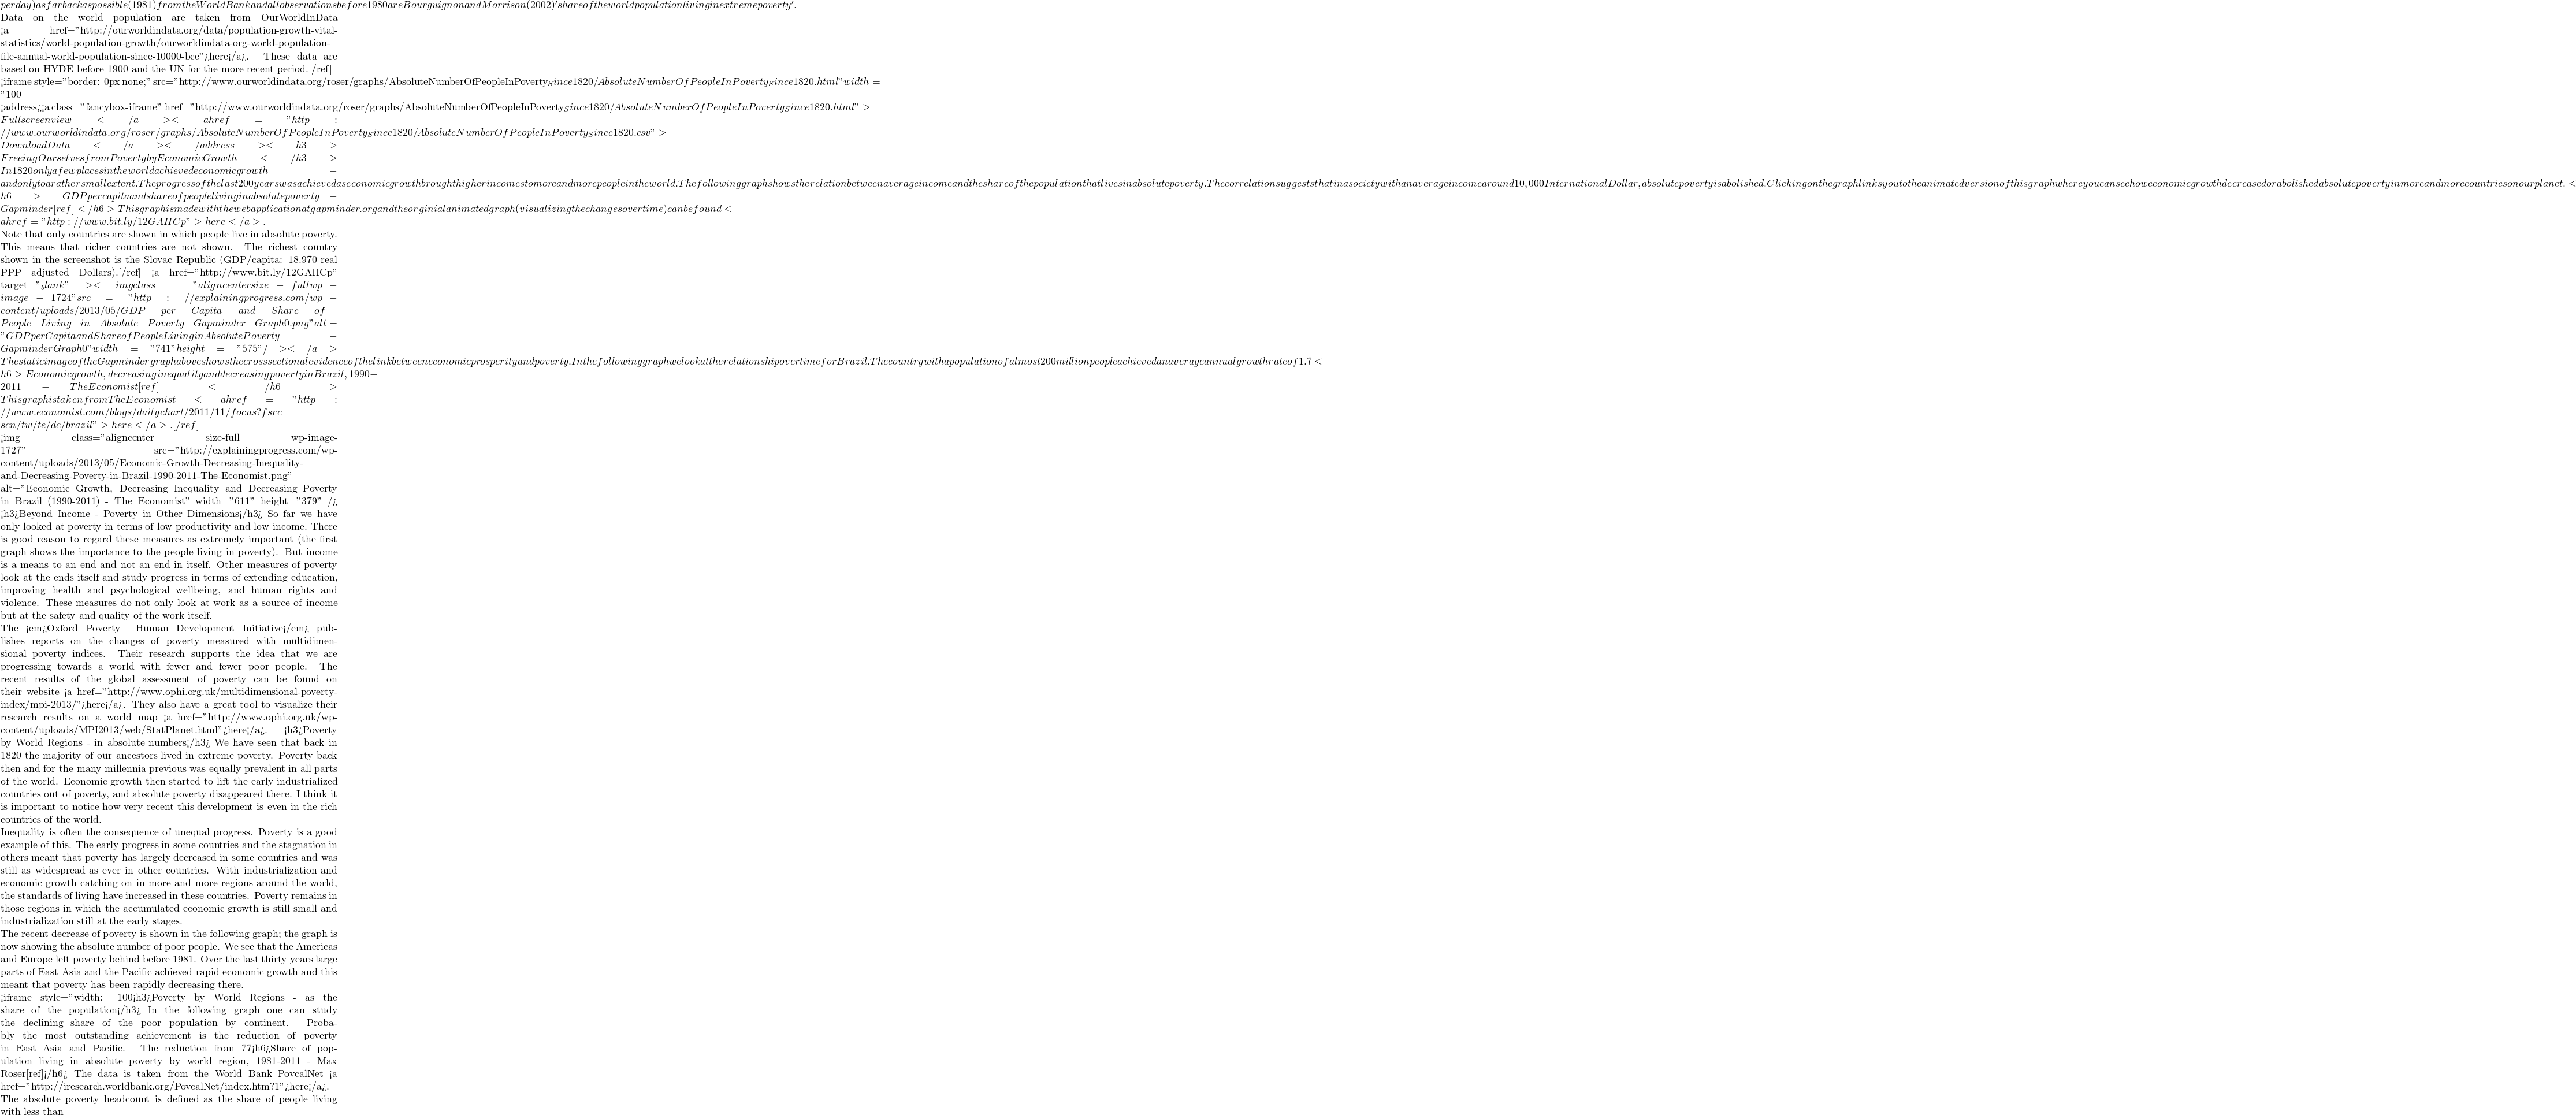 perday)asfarbackaspossible(1981)fromtheWorldBankandallobservationsbefore1980areBourguignonandMorrison(2002)'shareoftheworldpopulationlivinginextremepoverty'.
Data on the world population are taken from OurWorldInData
¡a href="http://ourworldindata.org/data/population-growth-vital-
statistics/world-population-growth/ourworldindata-org-world-population-
file-annual-world-population-since-10000-bce"¿here¡/a¿. These data are
based on HYDE before 1900 and the UN for the more recent period.[/ref]
¡iframe style="border: 0px none;" src="http://www.ourworldindata.org/roser/graphs/AbsoluteNumberOfPeopleInPovertySince1820/AbsoluteNumberOfPeopleInPovertySince1820.html"width =
"100
¡address¿¡a class="fancybox-iframe" href="http://www.ourworldindata.org/roser/graphs/AbsoluteNumberOfPeopleInPovertySince1820/AbsoluteNumberOfPeopleInPovertySince1820.html" >
Fullscreenview < /a >< ahref = "http :
//www.ourworldindata.org/roser/graphs/AbsoluteNumberOfPeopleInPovertySince1820/AbsoluteNumberOfPeopleInPovertySince1820.csv" >
DownloadData < /a >< /address >< h3 >
FreeingOurselvesfromPovertybyEconomicGrowth < /h3 >
In1820onlyafewplacesintheworldachievedeconomicgrowth −
andonlytoarathersmallextent.Theprogressofthelast200yearswasachievedaseconomicgrowthbroughthigherincomestomoreandmorepeopleintheworld.Thefollowinggraphshowstherelationbetweenaverageincomeandtheshareofthepopulationthatlivesinabsolutepoverty.Thecorrelationsuggeststhatinasocietywithanaverageincomearound10,000InternationalDollar,absolutepovertyisabolished.Clickingonthegraphlinksyoutotheanimatedversionofthisgraphwhereyoucanseehoweconomicgrowthdecreasedorabolishedabsolutepovertyinmoreandmorecountriesonourplanet. <
h6 > GDPpercapitaandshareofpeoplelivinginabsolutepoverty −
Gapminder[ref] < /h6 > Thisgraphismadewiththewebapplicationatgapminder.organdtheorginialanimatedgraph(visualizingthechangesovertime)canbefound <
ahref = "http : //www.bit.ly/12GAHCp" > here < /a > .
Note that only countries are shown in which people live in absolute poverty.
This means that richer countries are not shown. The richest country
shown in the screenshot is the Slovac Republic (GDP/capita: 18.970 real
PPP adjusted Dollars).[/ref] ¡a href="http://www.bit.ly/12GAHCp"
target="blank" >< imgclass = "aligncentersize − fullwp −
image − 1724"src = "http : //explainingprogress.com/wp −
content/uploads/2013/05/GDP − per − Capita − and − Share − of −
People−Living−in−Absolute−Poverty−Gapminder−Graph0.png"alt =
"GDPperCapitaandShareofPeopleLivinginAbsolutePoverty −
GapminderGraph0"width = "741"height = "575"/ >< /a >
ThestaticimageoftheGapmindergraphaboveshowsthecrosssectionalevidenceofthelinkbetweeneconomicprosperityandpoverty.InthefollowinggraphwelookattherelationshipovertimeforBrazil.Thecountrywithapopulationofalmost200millionpeopleachievedanaverageannualgrowthrateof1.7 <
h6 > Economicgrowth, decreasinginequalityanddecreasingpovertyinBrazil, 1990−
2011 − TheEconomist[ref] < /h6 >
ThisgraphistakenfromTheEconomist < ahref = "http :
//www.economist.com/blogs/dailychart/2011/11/focus?fsrc =
scn/tw/te/dc/brazil" > here < /a > .[/ref]
¡img class="aligncenter size-full wp-image-
1727" src="http://explainingprogress.com/wp-
content/uploads/2013/05/Economic-Growth-Decreasing-Inequality-
and-Decreasing-Poverty-in-Brazil-1990-2011-The-Economist.png"
alt="Economic Growth, Decreasing Inequality and Decreasing Poverty
in Brazil (1990-2011) - The Economist" width="611" height="379" /¿
¡h3¿Beyond Income - Poverty in Other Dimensions¡/h3¿ So far we have
only looked at poverty in terms of low productivity and low income. There
is good reason to regard these measures as extremely important (the first
graph shows the importance to the people living in poverty). But income
is a means to an end and not an end in itself. Other measures of poverty
look at the ends itself and study progress in terms of extending education,
improving health and psychological wellbeing, and human rights and
violence. These measures do not only look at work as a source of income
but at the safety and quality of the work itself.
The ¡em¿Oxford Poverty Human Development Initiative¡/em¿ pub-
lishes reports on the changes of poverty measured with multidimen-
sional poverty indices. Their research supports the idea that we are
progressing towards a world with fewer and fewer poor people. The
recent results of the global assessment of poverty can be found on
their website ¡a href="http://www.ophi.org.uk/multidimensional-poverty-
index/mpi-2013/"¿here¡/a¿. They also have a great tool to visualize their
research results on a world map ¡a href="http://www.ophi.org.uk/wp-
content/uploads/MPI2013/web/StatPlanet.html"¿here¡/a¿. ¡h3¿Poverty
by World Regions - in absolute numbers¡/h3¿ We have seen that back in
1820 the majority of our ancestors lived in extreme poverty. Poverty back
then and for the many millennia previous was equally prevalent in all parts
of the world. Economic growth then started to lift the early industrialized
countries out of poverty, and absolute poverty disappeared there. I think it
is important to notice how very recent this development is even in the rich
countries of the world.
Inequality is often the consequence of unequal progress. Poverty is a good
example of this. The early progress in some countries and the stagnation in
others meant that poverty has largely decreased in some countries and was
still as widespread as ever in other countries. With industrialization and
economic growth catching on in more and more regions around the world,
the standards of living have increased in these countries. Poverty remains in
those regions in which the accumulated economic growth is still small and
industrialization still at the early stages.
The recent decrease of poverty is shown in the following graph; the graph is
now showing the absolute number of poor people. We see that the Americas
and Europe left poverty behind before 1981. Over the last thirty years large
parts of East Asia and the Pacific achieved rapid economic growth and this
meant that poverty has been rapidly decreasing there.
¡iframe style="width: 100¡h3¿Poverty by World Regions - as the
share of the population¡/h3¿ In the following graph one can study
the declining share of the poor population by continent. Proba-
bly the most outstanding achievement is the reduction of poverty
in East Asia and Pacific. The reduction from 77¡h6¿Share of pop-
ulation living in absolute poverty by world region, 1981-2011 - Max
Roser[ref]¡/h6¿ The data is taken from the World Bank PovcalNet ¡a
href="http://iresearch.worldbank.org/PovcalNet/index.htm?1"¿here¡/a¿.
The absolute poverty headcount is defined as the share of people living
with less than